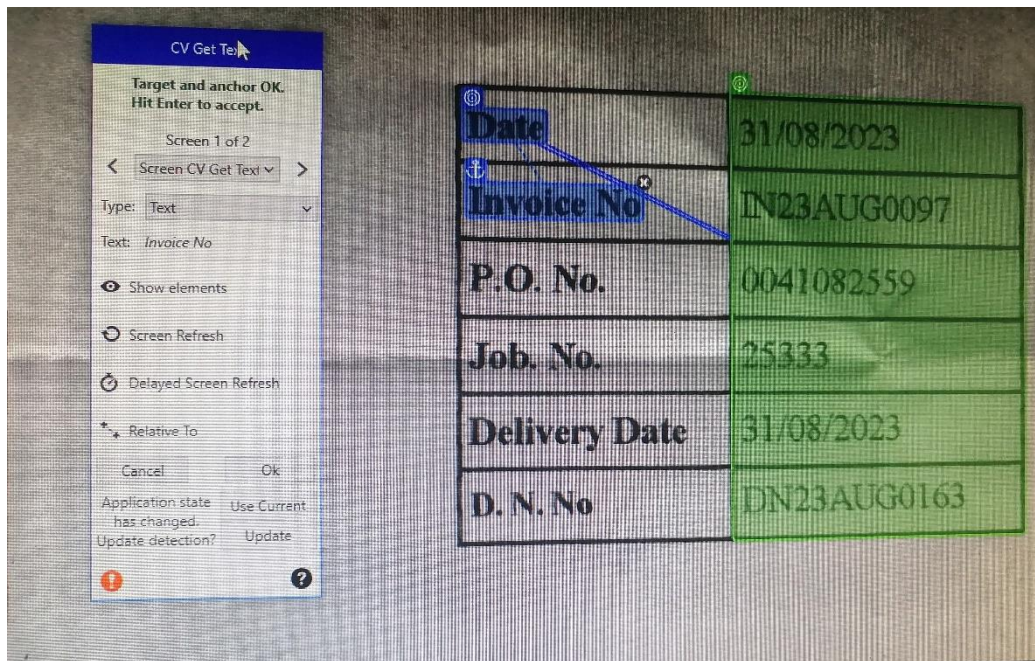 CV Get Text
Target and anchor OK.
Hit Enter to accept.
Screen 1 of 2
Screen CV Get Text
Type: Text
Text: Invoice No
Show elements
Screen Refresh
Delayed Screen Refresh
Relative To
Cancel Ok
Application state
has changed.
Update detection?
Use Current
Update
Date 31/08/2023
Invoice No IN23AUG0097
P.O. No. 0041082559
Job. No. 25333
Delivery Date 31/08/2023
D. N. No DN23AUG0163